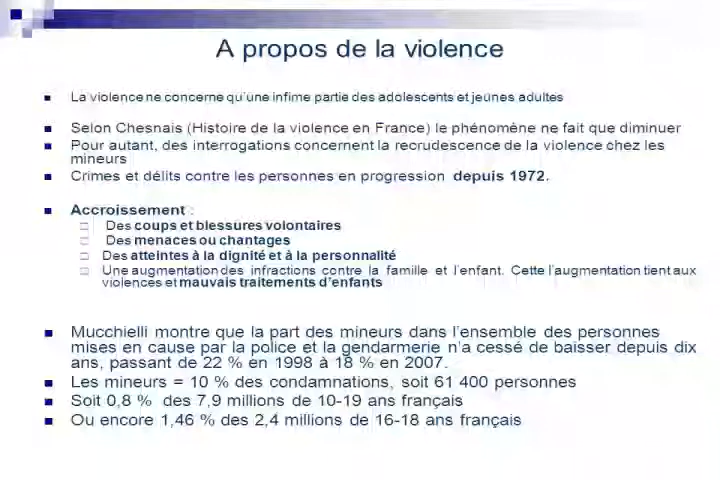 A propos de la violence
La violence ne concerne qu'une infime partie des adolescents et jeunes adultes
Selon Chesnais (Histoire de la violence en France) le phénomène ne fait que diminuer
Pour autant, des interrogations concernent la recrudescence de la violence chez les
mineurs
Crimes et délits contre les personnes en progression depuis 1972.
Accroissement :
Des coups et blessures volontaires
Des menaces ou chantages
Des atteintes à la dignité et à la personnalité
Une augmentation des infractions contre la famille et l'enfant. Cette l'augmentation tient aux
violences et mauvais traitements d'enfants
Mucchielli montre que la part des mineurs dans l'ensemble des personnes
mises en cause par la police et la gendarmerie n'a cessé de baisser depuis dix
ans, passant de 22 % en 1998 à 18 % en 2007.
Les mineurs = 10 % des condamnations, soit 61 400 personnes
Soit 0,8 % des 7,9 millions de 10-19 ans français
Ou encore 1,46 % des 2,4 millions de 16-18 ans français